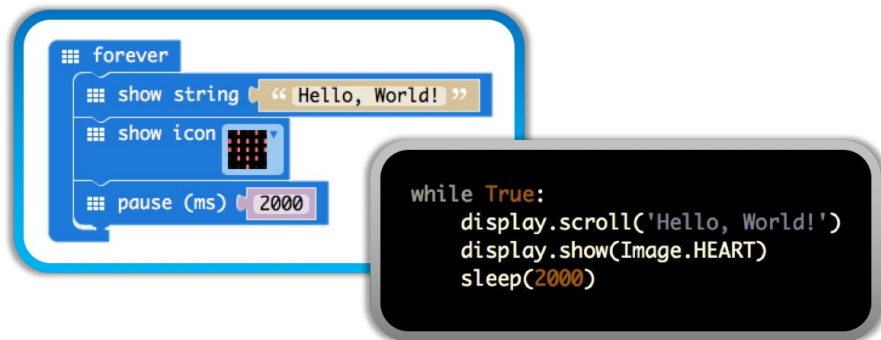 forever
show string “ Hello, World! ”
show icon
pause (ms) 2000
while True:
display.scroll('Hello, World!')
display.show(Image.HEART)
sleep(2000)